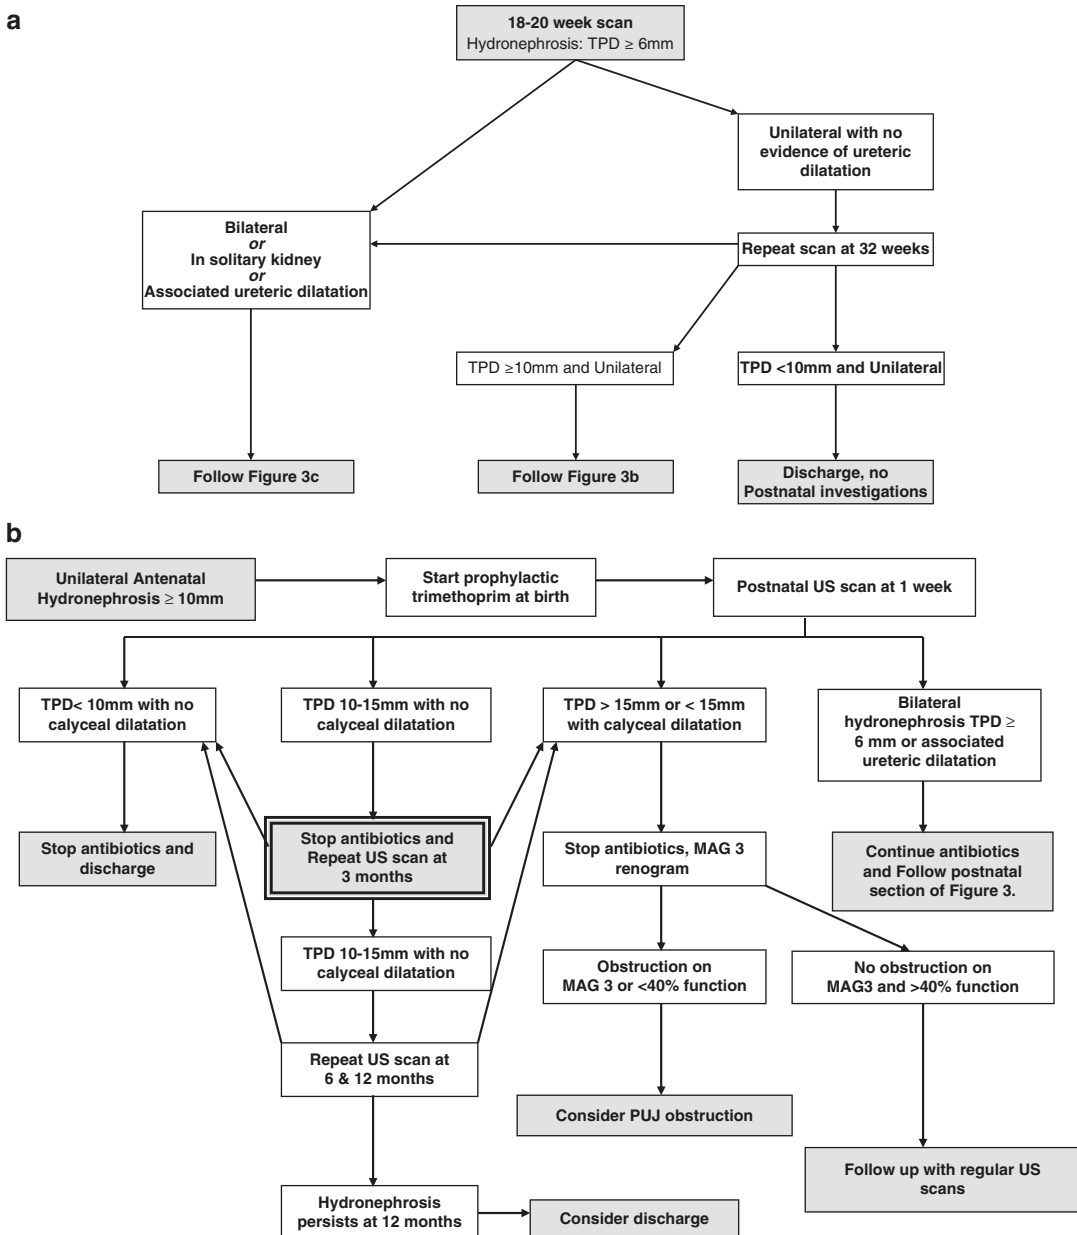 a
18-20 week scan
Hydronephrosis: TPD ≥ 6mm
Unilateral with no
evidence of ureteric
dilatation
Bilateral
or
In solitary kidney
or
Associated ureteric dilatation
Repeat scan at 32 weeks
TPD ≥10mm and Unilateral
TPD <10mm and Unilateral
Follow Figure 3c
Follow Figure 3b
Discharge, no
Postnatal investigations
b
Unilateral Antenatal
Hydronephrosis ≥ 10mm
Start prophylactic
trimethoprim at birth
Postnatal US scan at 1 week
TPD< 10mm with no
calyceal dilatation
TPD 10-15mm with no
calyceal dilatation
TPD > 15mm or < 15mm
with calyceal dilatation
Bilateral
hydronephrosis TPD ≥
6 mm or associated
ureteric dilatation
Stop antibiotics and
discharge
Stop antibiotics and
Repeat US scan at
3 months
Stop antibiotics, MAG 3
renogram
Continue antibiotics
and Follow postnatal
section of Figure 3.
TPD 10-15mm with no
calyceal dilatation
Obstruction on
MAG 3 or <40% function
No obstruction on
MAG3 and >40% function
Repeat US scan at
6 & 12 months
Consider PUJ obstruction
Follow up with regular US
scans
Hydronephrosis
persists at 12 months
Consider discharge